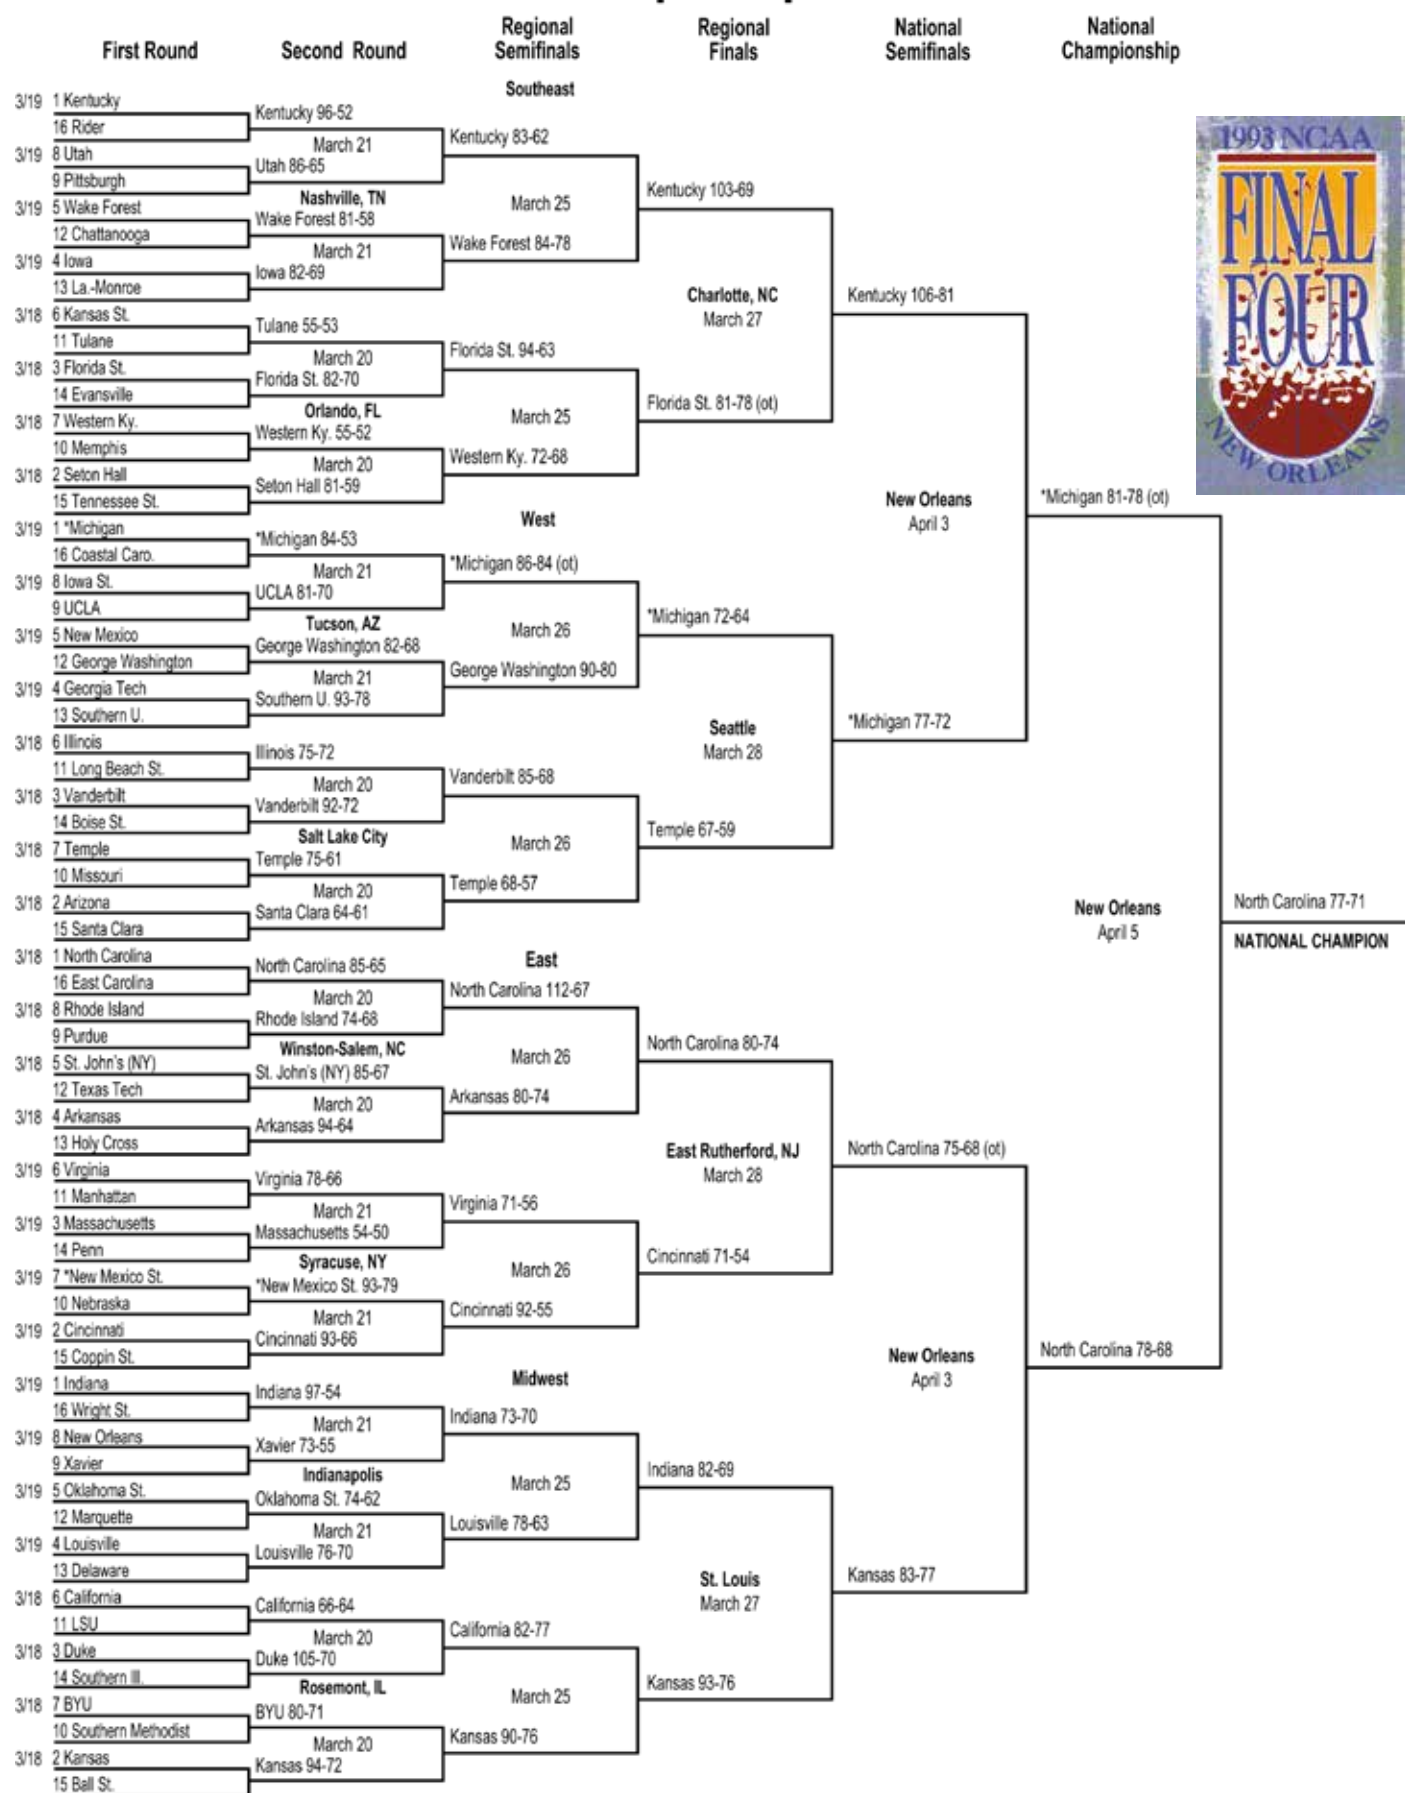 First Round
Second Round
Regional
Semifinals
Regional
Finals
National
Semifinals
National
Championship
1993 NCAA
FINAL
FOUR
NEW ORLEANS
Southeast
3/19 1 Kentucky
16 Rider
3/19 8 Utah
9 Pittsburgh
3/19 5 Wake Forest
12 Chattanooga
3/19 4 Iowa
13 La.-Monroe
3/18 6 Kansas St.
11 Tulane
3/18 3 Florida St.
14 Evansville
3/18 7 Western Ky.
10 Memphis
3/18 2 Seton Hall
15 Tennessee St.
Kentucky 96-52
March 21
Utah 86-65
Nashville, TN
Wake Forest 81-58
March 21
Iowa 82-69
Tulane 55-53
March 20
Florida St. 82-70
Orlando, FL
Western Ky. 55-52
March 20
Seton Hall 81-59
Kentucky 83-62
March 25
Wake Forest 84-78
Florida St. 94-63
March 25
Western Ky. 72-68
Kentucky 103-69
Charlotte, NC
March 27
Florida St. 81-78 (ot)
Kentucky 106-81
West
3/19 1 *Michigan
16 Coastal Caro.
3/19 8 Iowa St.
9 UCLA
3/19 5 New Mexico
12 George Washington
3/19 4 Georgia Tech
13 Southern U.
3/18 6 Illinois
11 Long Beach St.
3/18 3 Vanderbilt
14 Boise St.
3/18 7 Temple
10 Missouri
3/18 2 Arizona
15 Santa Clara
*Michigan 84-53
March 21
UCLA 81-70
Tucson, AZ
George Washington 82-68
March 21
Southern U. 93-78
Illinois 75-72
March 20
Vanderbilt 92-72
Salt Lake City
Temple 75-61
March 20
Santa Clara 64-61
*Michigan 86-84 (ot)
March 26
George Washington 90-80
Vanderbilt 85-68
March 26
Temple 68-57
*Michigan 72-64
Seattle
March 28
Temple 67-59
*Michigan 77-72
New Orleans
April 3
*Michigan 81-78 (ot)
East
3/18 1 North Carolina
16 East Carolina
3/18 8 Rhode Island
9 Purdue
3/18 5 St. John's (NY)
12 Texas Tech
3/18 4 Arkansas
13 Holy Cross
3/19 6 Virginia
11 Manhattan
3/19 3 Massachusetts
14 Penn
3/19 7 *New Mexico St.
10 Nebraska
3/19 2 Cincinnati
15 Coppin St.
North Carolina 85-65
March 20
Rhode Island 74-68
Winston-Salem, NC
St. John's (NY) 85-67
March 20
Arkansas 94-64
Virginia 78-66
March 21
Massachusetts 54-50
Syracuse, NY
*New Mexico St. 93-79
March 21
Cincinnati 93-66
North Carolina 112-67
March 26
Arkansas 80-74
Virginia 71-56
March 26
Cincinnati 92-55
North Carolina 80-74
East Rutherford, NJ
March 28
Cincinnati 71-54
North Carolina 75-68 (ot)
Midwest
3/19 1 Indiana
16 Wright St.
3/19 8 New Orleans
9 Xavier
3/19 5 Oklahoma St.
12 Marquette
3/19 4 Louisville
13 Delaware
3/18 6 California
11 LSU
3/18 3 Duke
14 Southern Ill.
3/18 7 BYU
10 Southern Methodist
3/18 2 Kansas
15 Ball St.
Indiana 97-54
March 21
Xavier 73-55
Indianapolis
Oklahoma St. 74-62
March 21
Louisville 76-70
California 66-64
March 20
Duke 105-70
Rosemont, IL
BYU 80-71
March 20
Kansas 94-72
Indiana 73-70
March 25
Louisville 78-63
California 82-77
March 25
Kansas 90-76
Indiana 82-69
St. Louis
March 27
Kansas 93-76
Kansas 83-77
New Orleans
April 3
North Carolina 78-68
New Orleans
April 5
North Carolina 77-71
NATIONAL CHAMPION